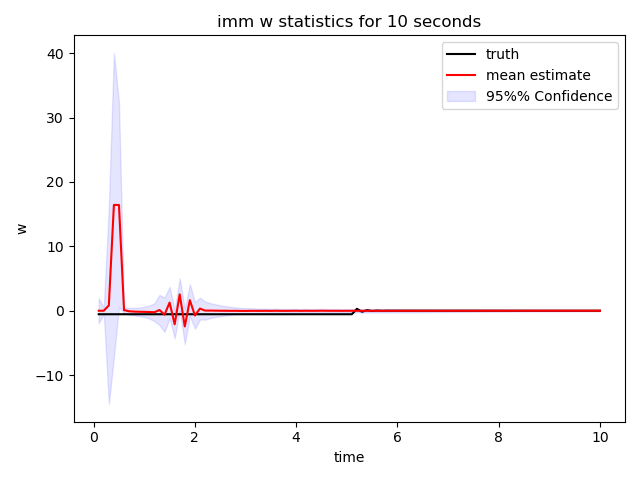 imm w statistics for 10 seconds
truth
mean estimate
95%% Confidence
40
30
20
10
0
−10
w
0
2
4
6
8
10
time